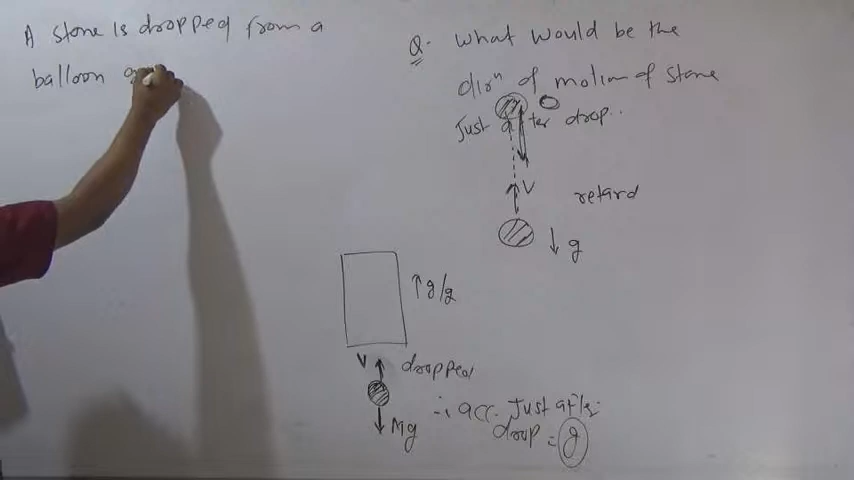 A stone is dropped from a
balloon
Q. What would be the
dirⁿ of motion of stone
Just after drop..
V
retard
↓ g
↑ g/g
V
dropped
Mg
∴ acc. Just after
drop = g